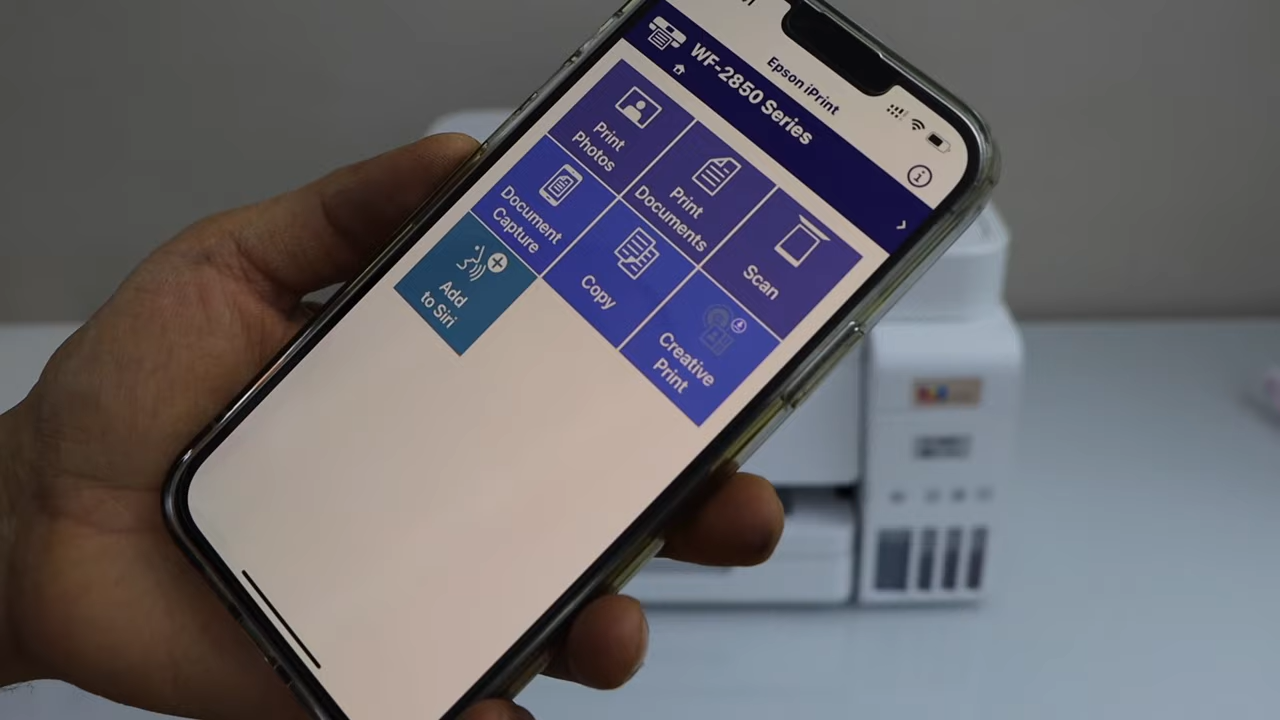 Epson iPrint
WF-2850 Series
Print
Photos
Print
Documents
Scan
Document
Capture
Copy
Creative
Print
Add
to Siri